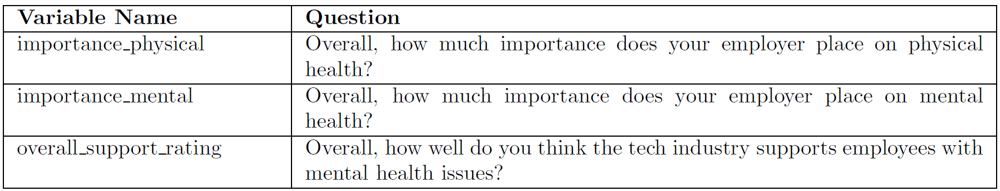 Variable Name Question
importance_physical Overall, how much importance does your employer place on physical
health?
importance_mental Overall, how much importance does your employer place on mental
health?
overall_support_rating Overall, how well do you think the tech industry supports employees with
mental health issues?